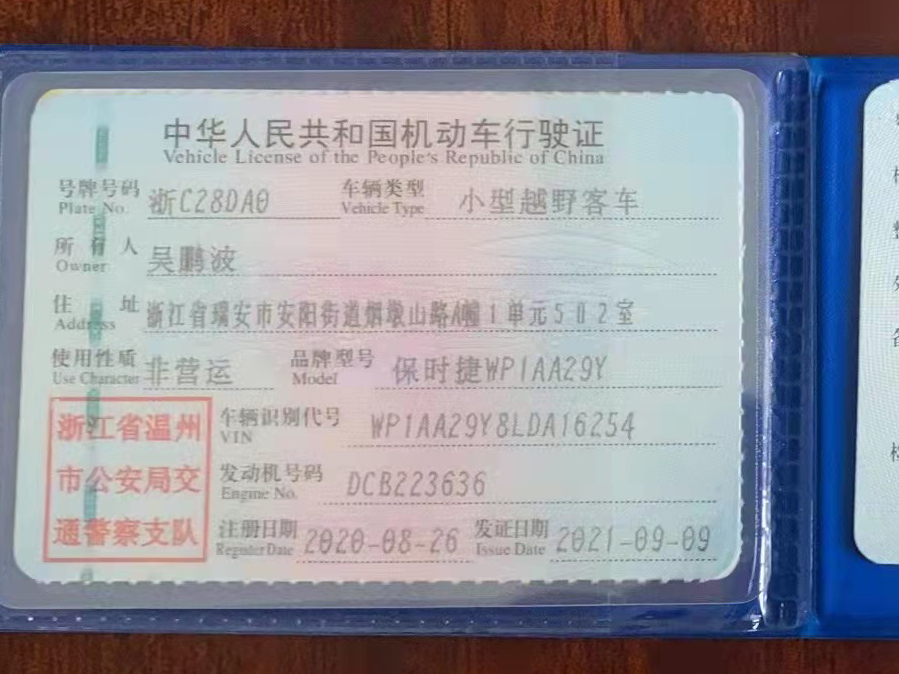 中华人民共和国机动车行驶证
Vehicle License of the People's Republic of China
号牌号码 浙C28DA0 车辆类型 小型越野客车
Plate No. Vehicle Type
所有人 吴鹏波
Owner
住址 浙江省瑞安市安阳街道烟墩山路A幢1单元502室
Address
使用性质 非营运 品牌型号 保时捷WP1AA29Y
Use Character Model
浙江省温州
市公安局交
通警察支队
车辆识别代号 WP1AA29Y8LDA16254
VIN
发动机号码 DCB223636
Engine No.
注册日期 2020-08-26 发证日期 2021-09-09
Register Date Issue Date